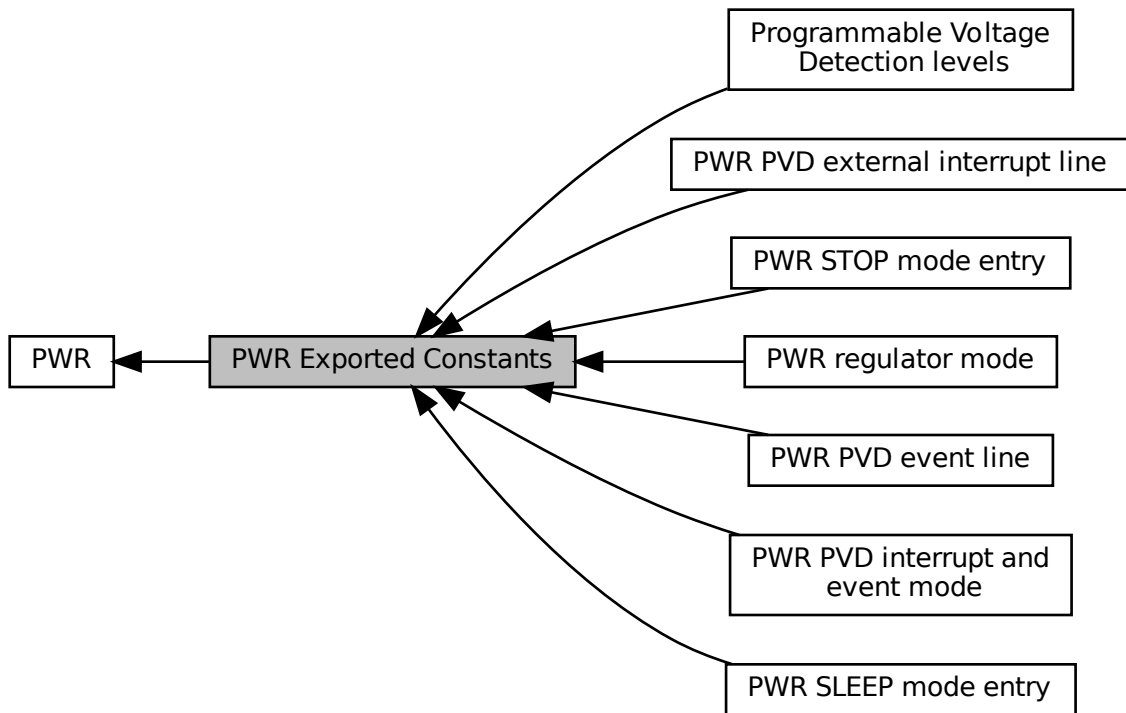 Programmable Voltage
Detection levels
PWR PVD external interrupt line
PWR STOP mode entry
PWR
PWR Exported Constants
PWR regulator mode
PWR PVD event line
PWR PVD interrupt and
event mode
PWR SLEEP mode entry